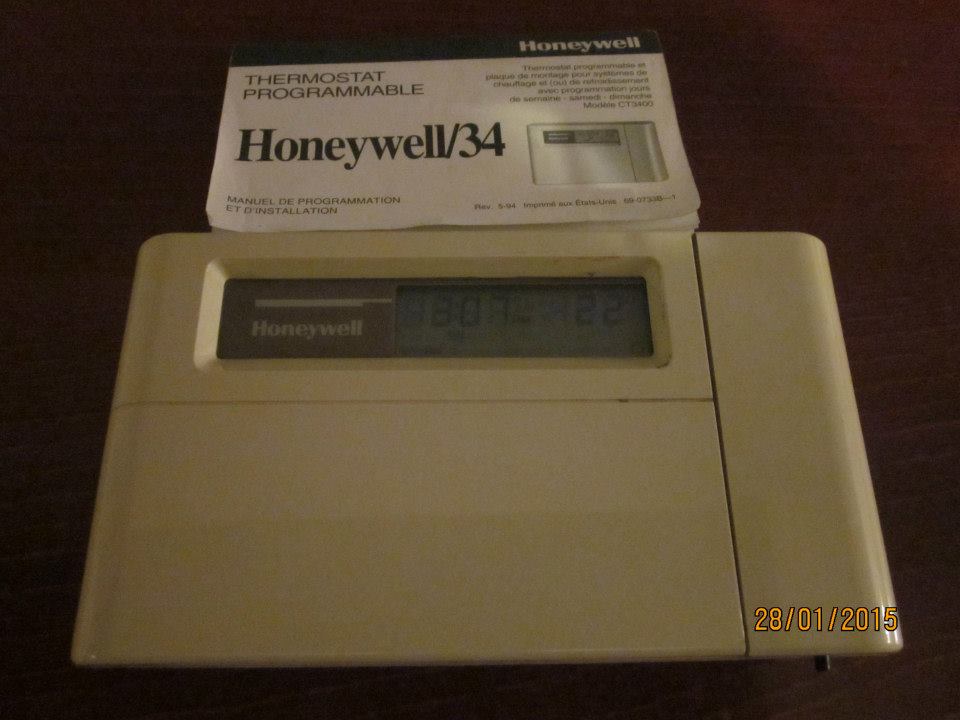 Honeywell
THERMOSTAT
PROGRAMMABLE
Thermostat programmable et
plaque de montage pour systèmes de
chauffage et (ou) de refroidissement
avec programmation jours
de semaine - samedi - dimanche
Modèle CT3400
Honeywell/34
MANUEL DE PROGRAMMATION
ET D'INSTALLATION
Rev. 5-94 Imprimé aux États-Unis 69-0733B—1
Honeywell
22
28/01/2015